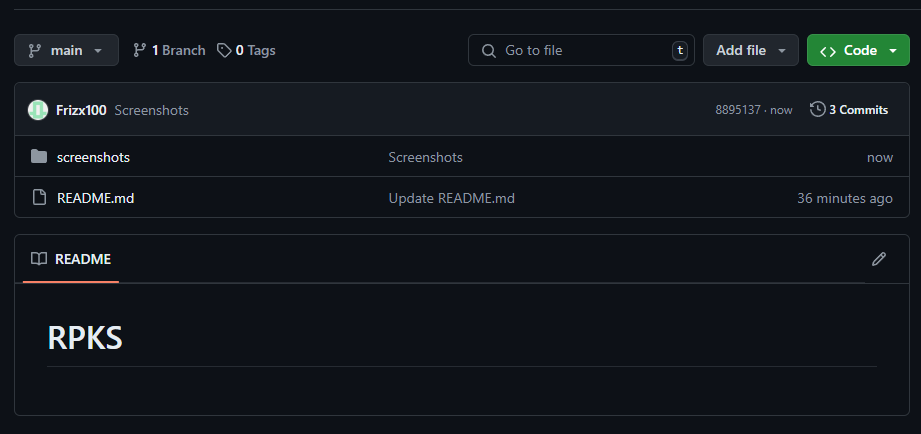 main 1 Branch 0 Tags Go to file t Add file Code
Frizx100 Screenshots 8895137 · now 3 Commits
screenshots Screenshots now
README.md Update README.md 36 minutes ago
README
RPKS